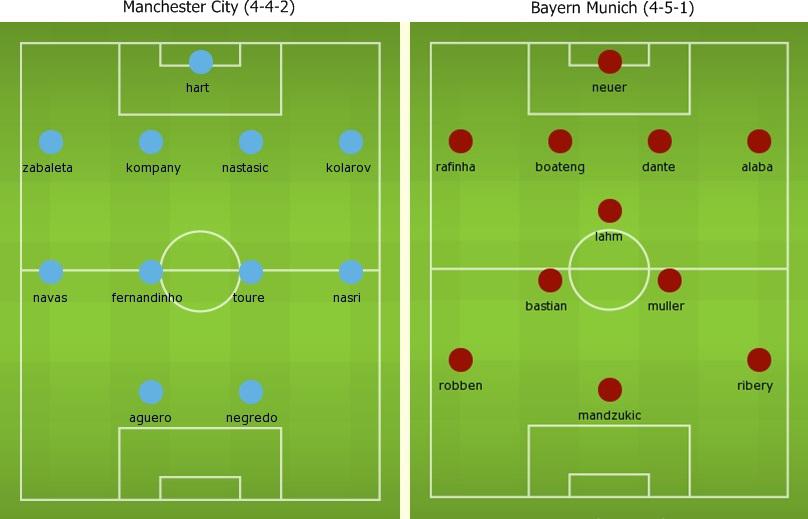 Manchester City (4-4-2)
hart
zabaleta kompany nastasic kolarov
navas fernandinho toure nasri
aguero negredo
Bayern Munich (4-5-1)
neuer
rafinha boateng dante alaba
lahm
bastian muller
robben ribery
mandzukic